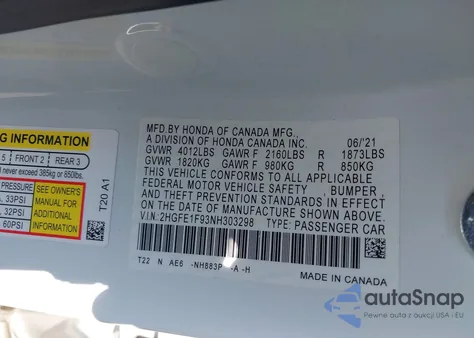 NG INFORMATION
5 FRONT 2 REAR 3
never exceed 385kg or 850lbs.
PRESSURE
33PSI
32PSI
60PSI
SEE OWNER'S
MANUAL FOR
ADDITIONAL
INFORMATION
T20 A1
MFD.BY HONDA OF CANADA MFG.,
A DIVISION OF HONDA CANADA INC. 06/'21
GVWR 4012LBS GAWR F 2160LBS R 1873LBS
GVWR 1820KG GAWR F 980KG R 850KG
THIS VEHICLE CONFORMS TO ALL APPLICABLE
FEDERAL MOTOR VEHICLE SAFETY , BUMPER ,
AND THEFT PREVENTION STANDARDS IN EFFECT
ON THE DATE OF MANUFACTURE SHOWN ABOVE.
V.I.N:2HGFE1F93NH303298 TYPE: PASSENGER CAR
T22 N AE6 -NH883P -A -H
MADE IN CANADA
autoSnap
Pewne auta z aukcji USA i EU